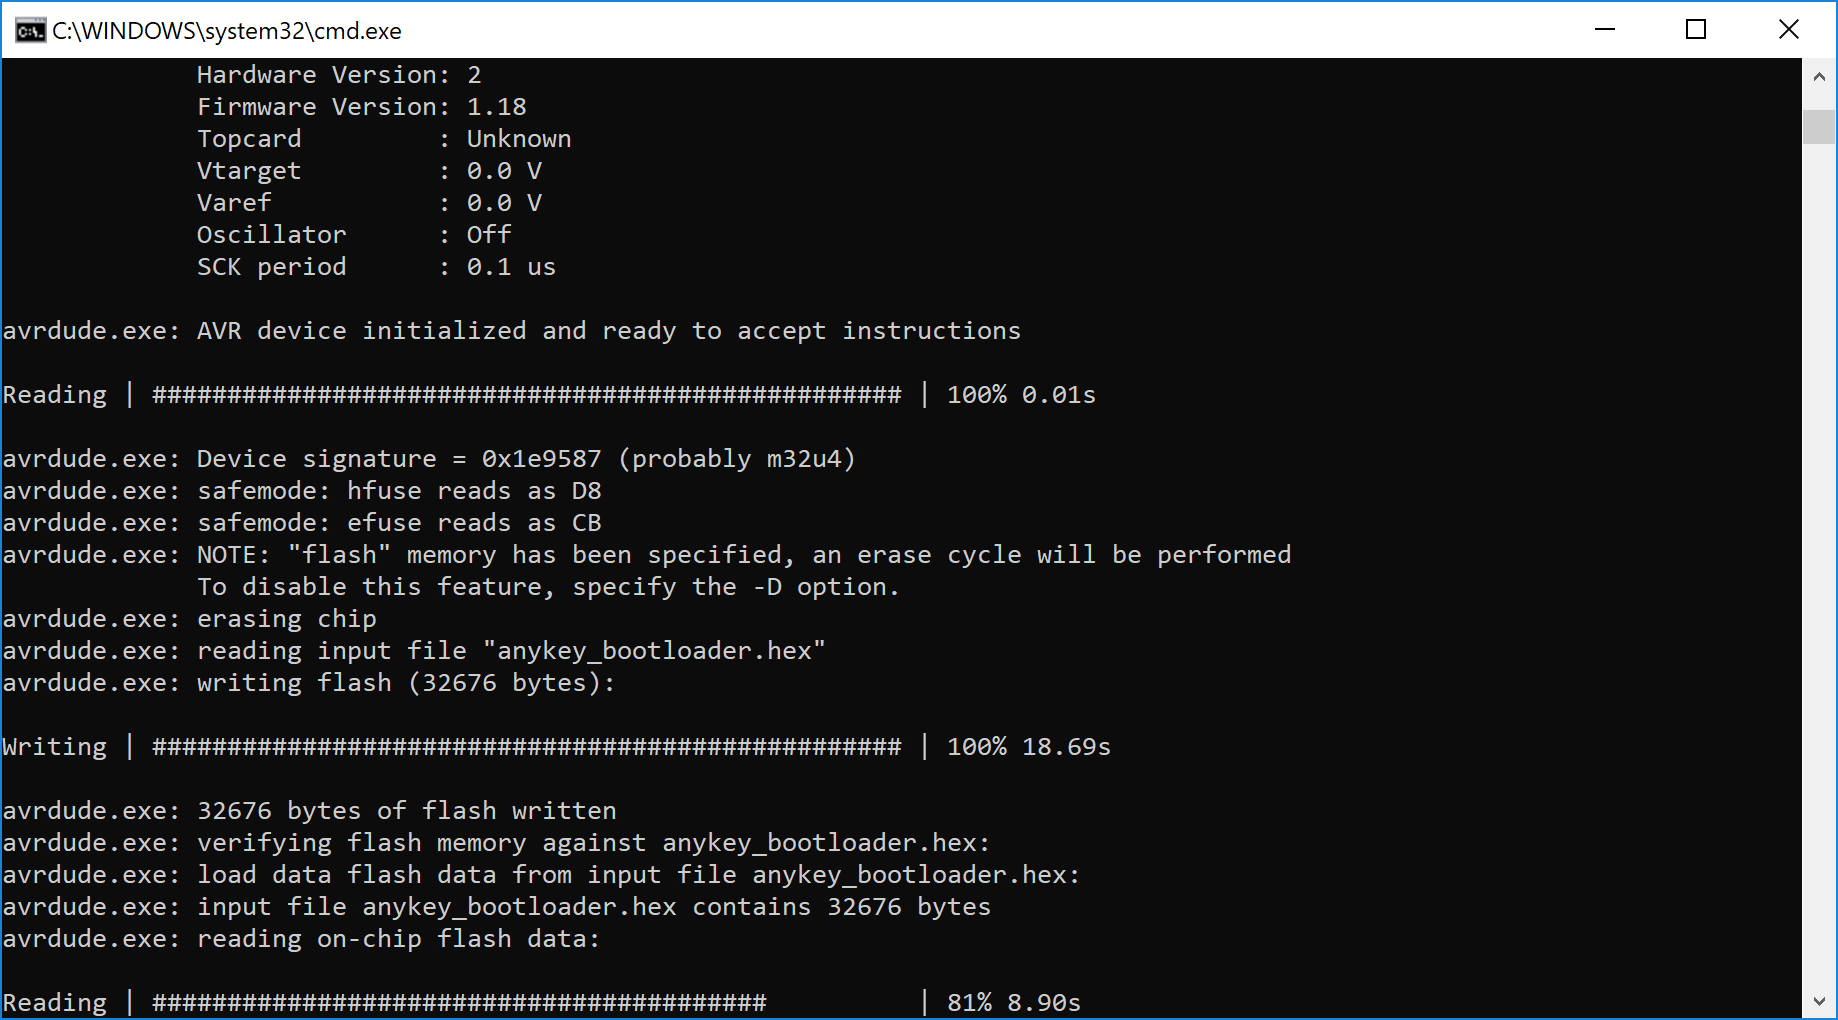 C:\WINDOWS\system32\cmd.exe
Hardware Version: 2
Firmware Version: 1.18
Topcard         : Unknown
Vtarget         : 0.0 V
Varef           : 0.0 V
Oscillator      : Off
SCK period      : 0.1 us
avrdude.exe: AVR device initialized and ready to accept instructions
Reading | ################################################## | 100% 0.01s
avrdude.exe: Device signature = 0x1e9587 (probably m32u4)
avrdude.exe: safemode: hfuse reads as D8
avrdude.exe: safemode: efuse reads as CB
avrdude.exe: NOTE: "flash" memory has been specified, an erase cycle will be performed
To disable this feature, specify the -D option.
avrdude.exe: erasing chip
avrdude.exe: reading input file "anykey_bootloader.hex"
avrdude.exe: writing flash (32676 bytes):
Writing | ################################################## | 100% 18.69s
avrdude.exe: 32676 bytes of flash written
avrdude.exe: verifying flash memory against anykey_bootloader.hex:
avrdude.exe: load data flash data from input file anykey_bootloader.hex:
avrdude.exe: input file anykey_bootloader.hex contains 32676 bytes
avrdude.exe: reading on-chip flash data:
Reading | #########################################          | 81% 8.90s